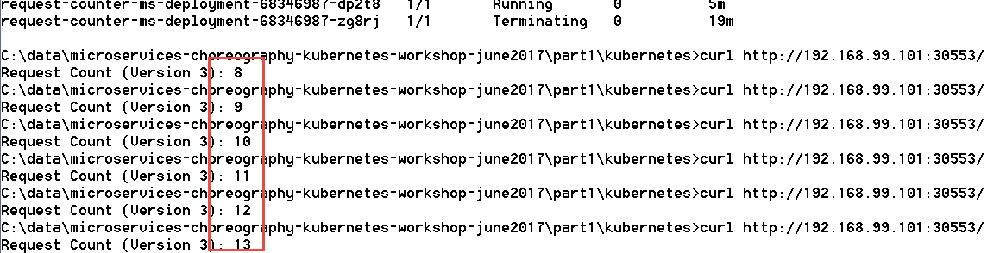 request-counter-ms-deployment-68346987-dp2t8 1/1 Running 0 5m
request-counter-ms-deployment-68346987-zg8rj 1/1 Terminating 0 19m
C:\data\microservices-choreography-kubernetes-workshop-june2017\part1\kubernetes>curl http://192.168.99.101:30553/
Request Count (Version 3): 8
C:\data\microservices-choreography-kubernetes-workshop-june2017\part1\kubernetes>curl http://192.168.99.101:30553/
Request Count (Version 3): 9
C:\data\microservices-choreography-kubernetes-workshop-june2017\part1\kubernetes>curl http://192.168.99.101:30553/
Request Count (Version 3): 10
C:\data\microservices-choreography-kubernetes-workshop-june2017\part1\kubernetes>curl http://192.168.99.101:30553/
Request Count (Version 3): 11
C:\data\microservices-choreography-kubernetes-workshop-june2017\part1\kubernetes>curl http://192.168.99.101:30553/
Request Count (Version 3): 12
C:\data\microservices-choreography-kubernetes-workshop-june2017\part1\kubernetes>curl http://192.168.99.101:30553/
Request Count (Version 3): 13